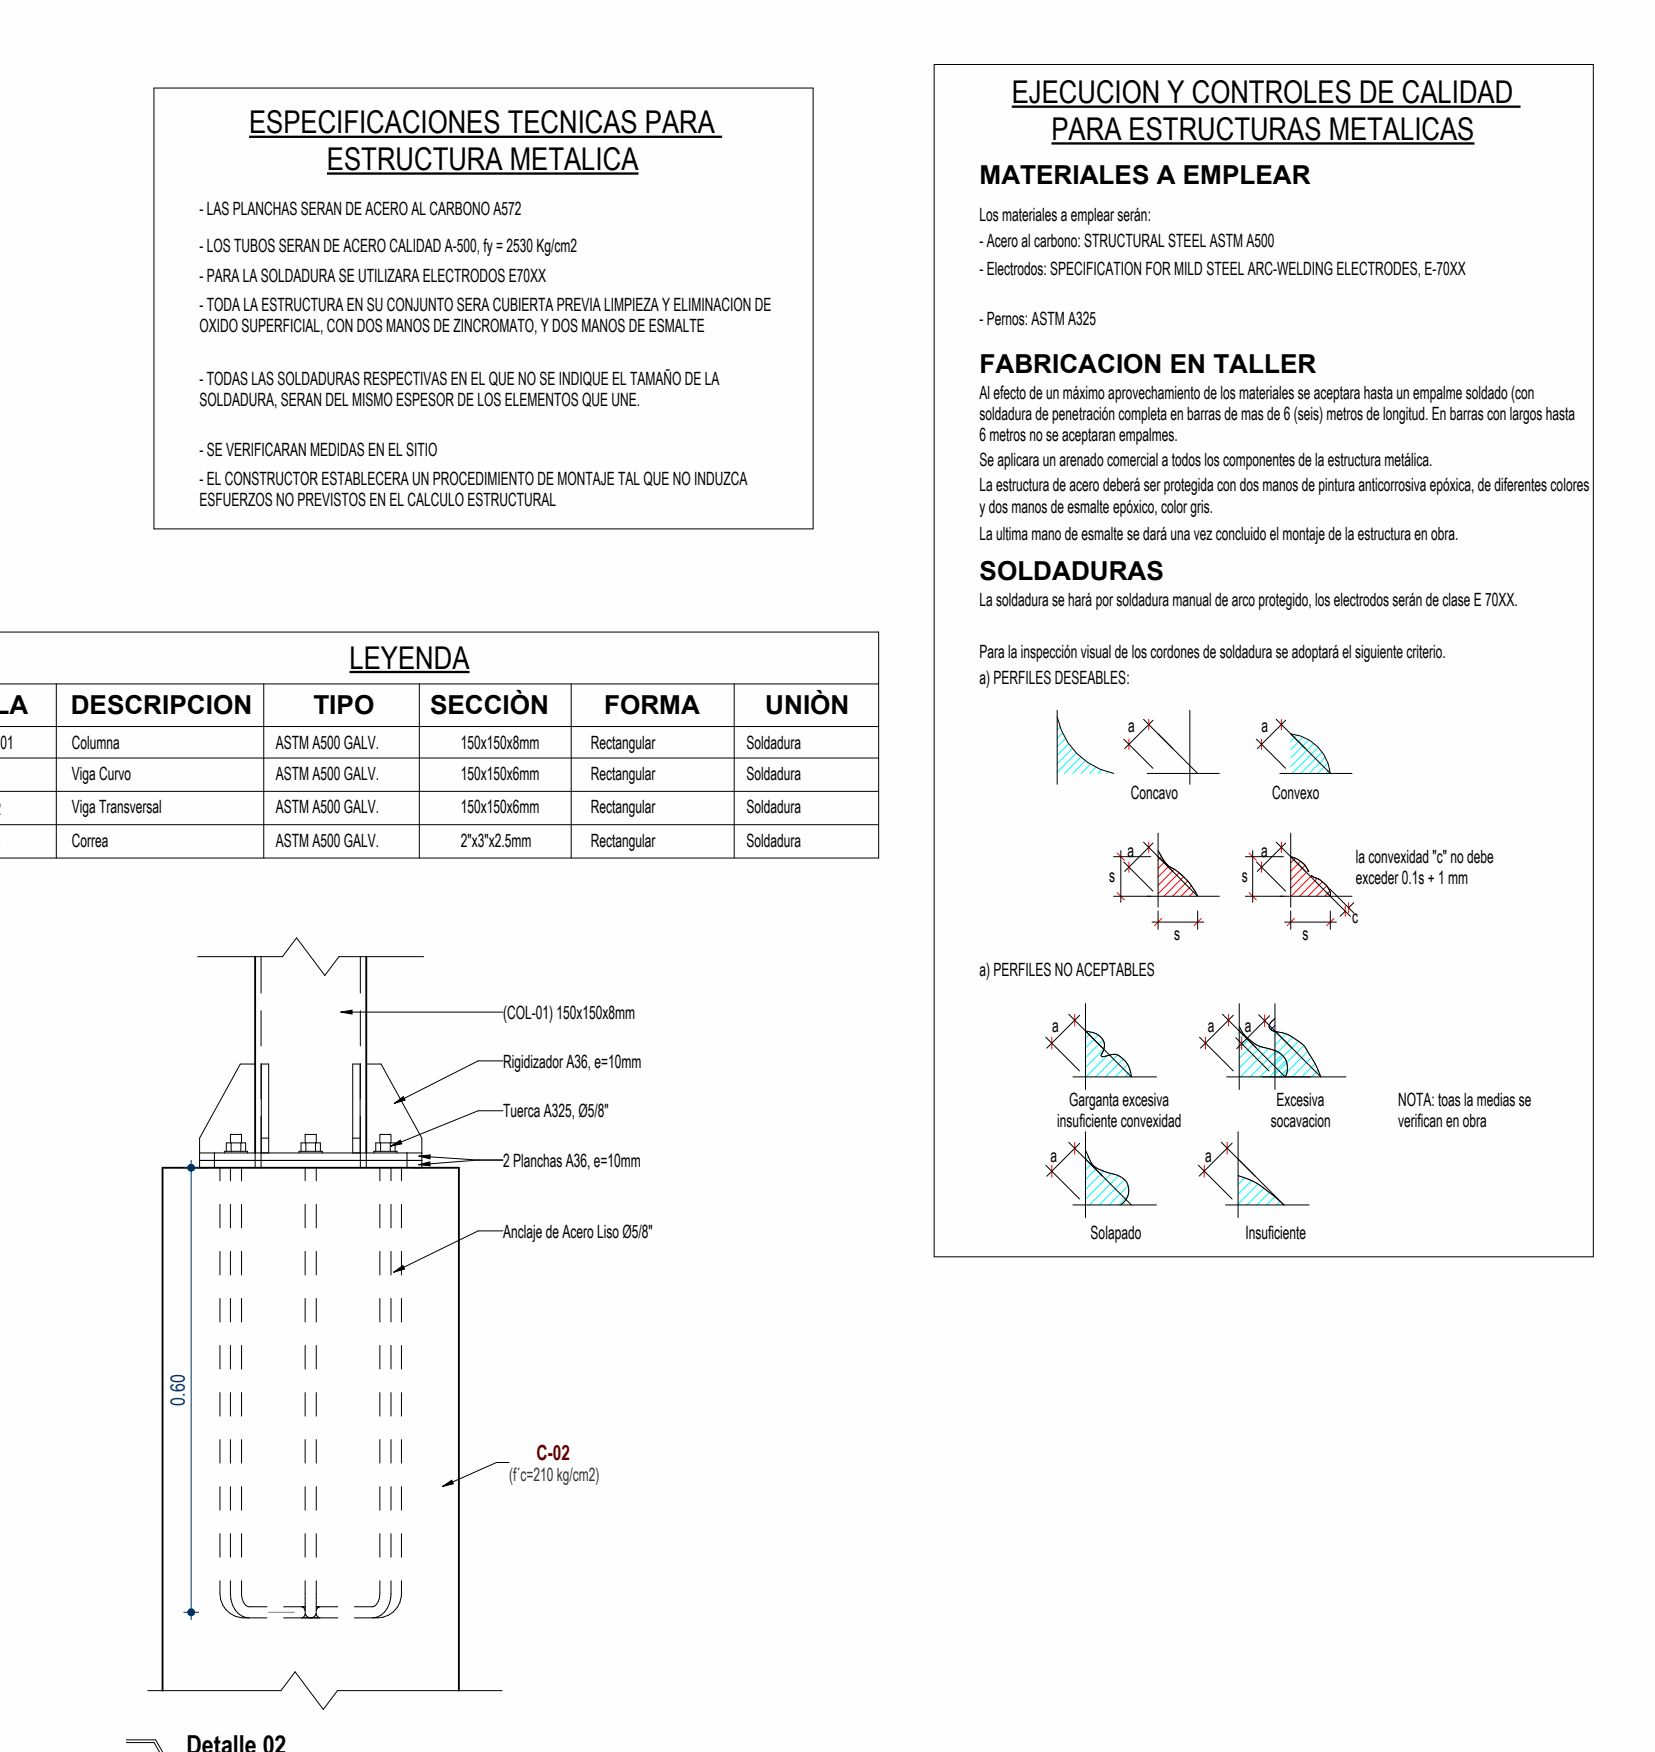 ESPECIFICACIONES TECNICAS PARA
ESTRUCTURA METALICA
- LAS PLANCHAS SERAN DE ACERO AL CARBONO A572
- LOS TUBOS SERAN DE ACERO CALIDAD A-500, fy = 2530 Kg/cm2
- PARA LA SOLDADURA SE UTILIZARA ELECTRODOS E70XX
- TODA LA ESTRUCTURA EN SU CONJUNTO SERA CUBIERTA PREVIA LIMPIEZA Y ELIMINACION DE
OXIDO SUPERFICIAL, CON DOS MANOS DE ZINCROMATO, Y DOS MANOS DE ESMALTE
- TODAS LAS SOLDADURAS RESPECTIVAS EN EL QUE NO SE INDIQUE EL TAMAÑO DE LA
SOLDADURA, SERAN DEL MISMO ESPESOR DE LOS ELEMENTOS QUE UNE.
- SE VERIFICARAN MEDIDAS EN EL SITIO
- EL CONSTRUCTOR ESTABLECERA UN PROCEDIMIENTO DE MONTAJE TAL QUE NO INDUZCA
ESFUERZOS NO PREVISTOS EN EL CALCULO ESTRUCTURAL
LEYENDA
LA DESCRIPCION TIPO SECCIÒN FORMA UNIÒN
01 Columna ASTM A500 GALV. 150x150x8mm Rectangular Soldadura
Viga Curvo ASTM A500 GALV. 150x150x6mm Rectangular Soldadura
2 Viga Transversal ASTM A500 GALV. 150x150x6mm Rectangular Soldadura
Correa ASTM A500 GALV. 2"x3"x2.5mm Rectangular Soldadura
(COL-01) 150x150x8mm
Rigidizador A36, e=10mm
Tuerca A325, Ø5/8"
2 Planchas A36, e=10mm
Anclaje de Acero Liso Ø5/8"
0.60
C-02
(f´c=210 kg/cm2)
Detalle 02
EJECUCION Y CONTROLES DE CALIDAD
PARA ESTRUCTURAS METALICAS
MATERIALES A EMPLEAR
Los materiales a emplear serán:
- Acero al carbono: STRUCTURAL STEEL ASTM A500
- Electrodos: SPECIFICATION FOR MILD STEEL ARC-WELDING ELECTRODES, E-70XX
- Pernos: ASTM A325
FABRICACION EN TALLER
Al efecto de un máximo aprovechamiento de los materiales se aceptara hasta un empalme soldado (con
soldadura de penetración completa en barras de mas de 6 (seis) metros de longitud. En barras con largos hasta
6 metros no se aceptaran empalmes.
Se aplicara un arenado comercial a todos los componentes de la estructura metálica.
La estructura de acero deberá ser protegida con dos manos de pintura anticorrosiva epóxica, de diferentes colores
y dos manos de esmalte epóxico, color gris.
La ultima mano de esmalte se dará una vez concluido el montaje de la estructura en obra.
SOLDADURAS
La soldadura se hará por soldadura manual de arco protegido, los electrodos serán de clase E 70XX.
Para la inspección visual de los cordones de soldadura se adoptará el siguiente criterio.
a) PERFILES DESEABLES:
a a
Concavo Convexo
a a
s s
la convexidad "c" no debe
exceder 0.1s + 1 mm
c
s s
a) PERFILES NO ACEPTABLES
a a a
Garganta excesiva
insuficiente convexidad
Excesiva
socavacion
NOTA: toas la medias se
verifican en obra
a a
Solapado Insuficiente